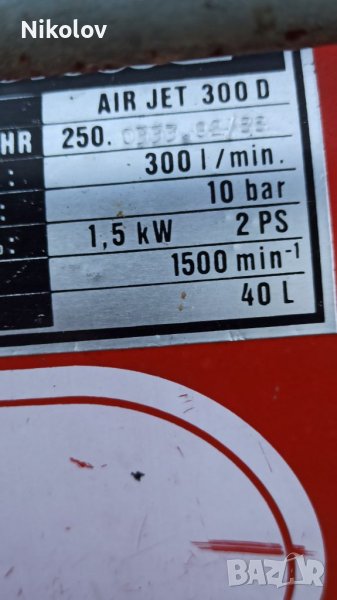 Nikolov
AIR JET 300 D
HR 250.
: 300 l/min.
: 10 bar
: 1,5 kW 2 PS
1500 min⁻¹
40 L
BAZAR